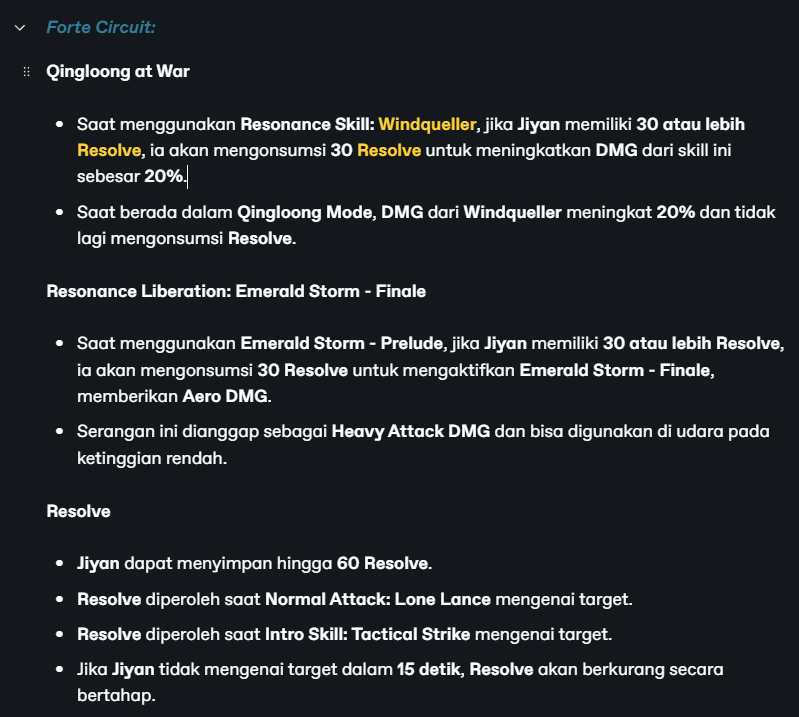 Forte Circuit:
Qingloong at War
Saat menggunakan Resonance Skill: Windqueller, jika Jiyan memiliki 30 atau lebih
Resolve, ia akan mengonsumsi 30 Resolve untuk meningkatkan DMG dari skill ini
sebesar 20%.
Saat berada dalam Qingloong Mode, DMG dari Windqueller meningkat 20% dan tidak
lagi mengonsumsi Resolve.
Resonance Liberation: Emerald Storm - Finale
Saat menggunakan Emerald Storm - Prelude, jika Jiyan memiliki 30 atau lebih Resolve,
ia akan mengonsumsi 30 Resolve untuk mengaktifkan Emerald Storm - Finale,
memberikan Aero DMG.
Serangan ini dianggap sebagai Heavy Attack DMG dan bisa digunakan di udara pada
ketinggian rendah.
Resolve
Jiyan dapat menyimpan hingga 60 Resolve.
Resolve diperoleh saat Normal Attack: Lone Lance mengenai target.
Resolve diperoleh saat Intro Skill: Tactical Strike mengenai target.
Jika Jiyan tidak mengenai target dalam 15 detik, Resolve akan berkurang secara
bertahap.